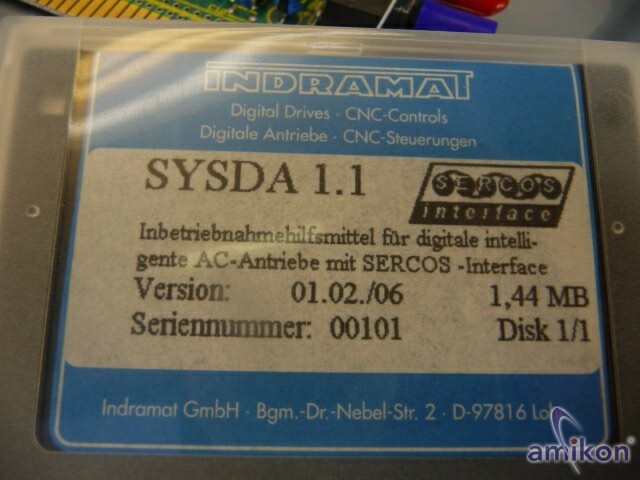 INDRAMAT
Digital Drives · CNC-Controls
Digitale Antriebe · CNC-Steuerungen
SYSDA 1.1
SERCOS
interface
Inbetriebnahmehilfsmittel für digitale intelli-
gente AC-Antriebe mit SERCOS -Interface
Version: 01.02./06 1,44 MB
Seriennummer: 00101 Disk 1/1
Indramat GmbH · Bgm.-Dr.-Nebel-Str. 2 · D-97816
amikon